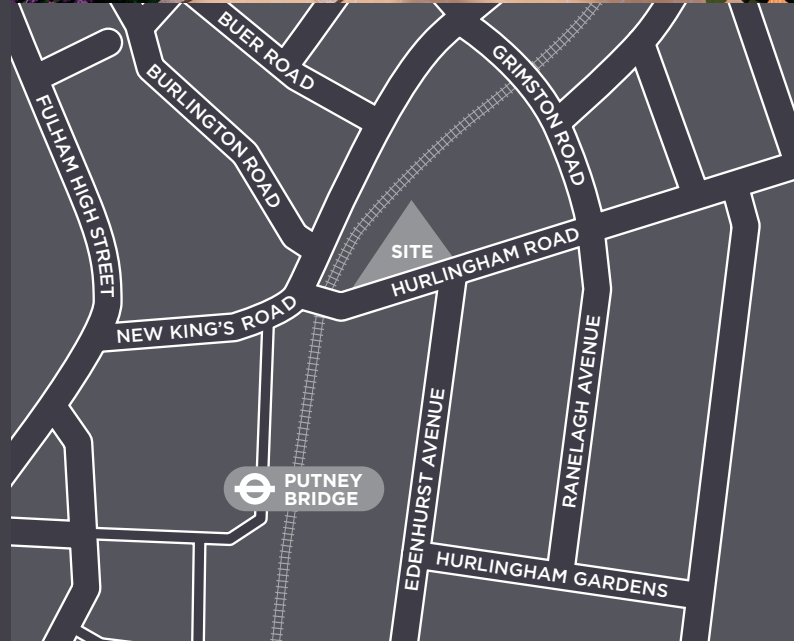 BUER ROAD
GRIMSTON ROAD
BURLINGTON ROAD
FULHAM HIGH STREET
SITE
HURLINGHAM ROAD
NEW KING'S ROAD
RANELAGH AVENUE
EDENHURST AVENUE
PUTNEY
BRIDGE
HURLINGHAM GARDENS